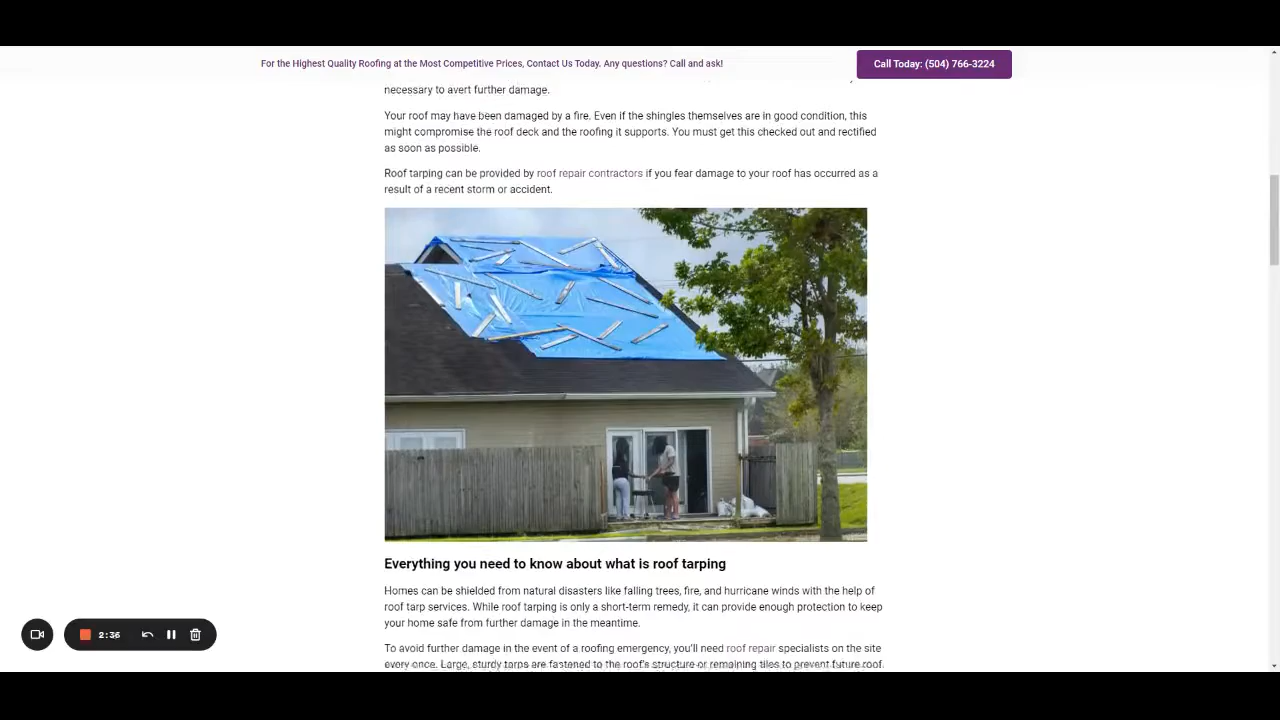 For the Highest Quality Roofing at the Most Competitive Prices, Contact Us Today. Any questions? Call and ask!
Call Today: (504) 766-3224
necessary to avert further damage.
Your roof may have been damaged by a fire. Even if the shingles themselves are in good condition, this
might compromise the roof deck and the roofing it supports. You must get this checked out and rectified
as soon as possible.
Roof tarping can be provided by roof repair contractors if you fear damage to your roof has occurred as a
result of a recent storm or accident.
Everything you need to know about what is roof tarping
Homes can be shielded from natural disasters like falling trees, fire, and hurricane winds with the help of
roof tarp services. While roof tarping is only a short-term remedy, it can provide enough protection to keep
your home safe from further damage in the meantime.
To avoid further damage in the event of a roofing emergency, you'll need roof repair specialists on the site
every once. Large, sturdy tarps are fastened to the roof's structure or remaining tiles to prevent future roof
2:36